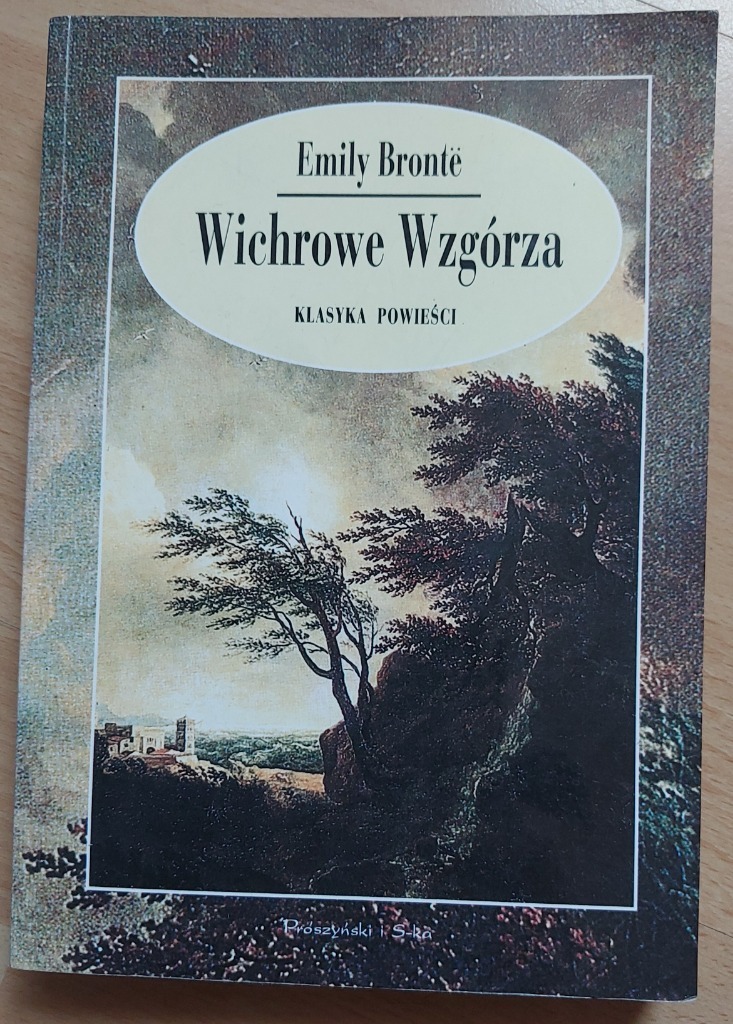 Emily Brontë
Wichrowe Wzgórza
KLASYKA POWIEŚCI
Prószyński i S-ka